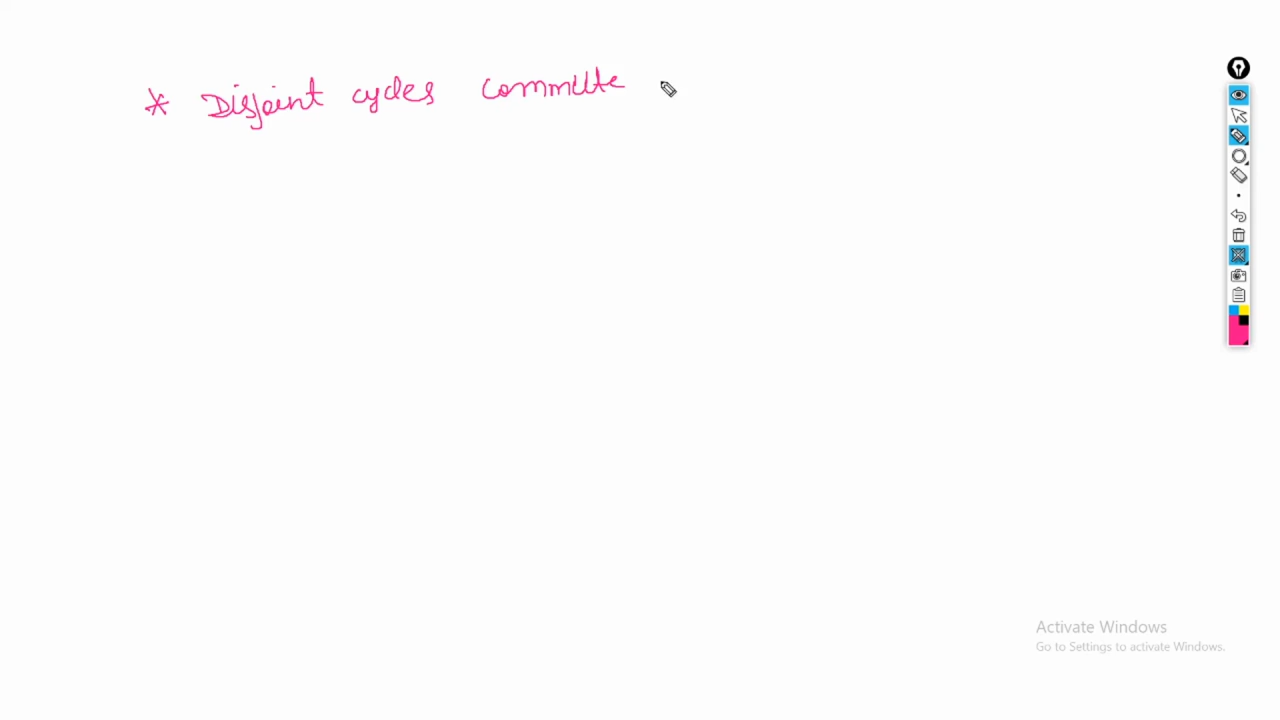 * Disjoint cycles commute
Activate Windows
Go to Settings to activate Windows.